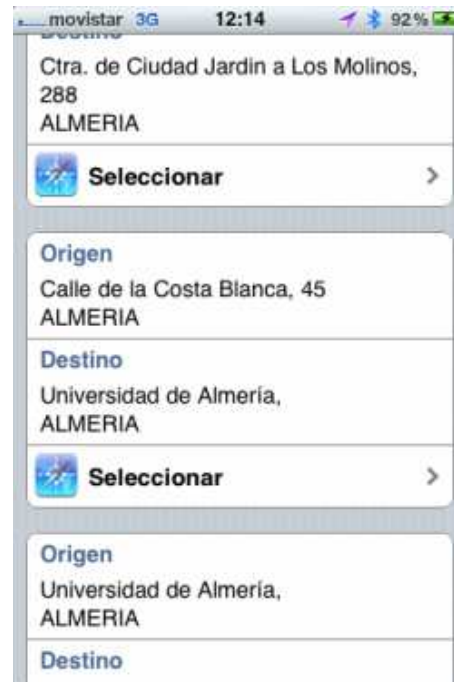 movistar 3G 12:14 92%
Destino
Ctra. de Ciudad Jardin a Los Molinos,
288
ALMERIA
Seleccionar
Origen
Calle de la Costa Blanca, 45
ALMERIA
Destino
Universidad de Almería,
ALMERIA
Seleccionar
Origen
Universidad de Almería,
ALMERIA
Destino